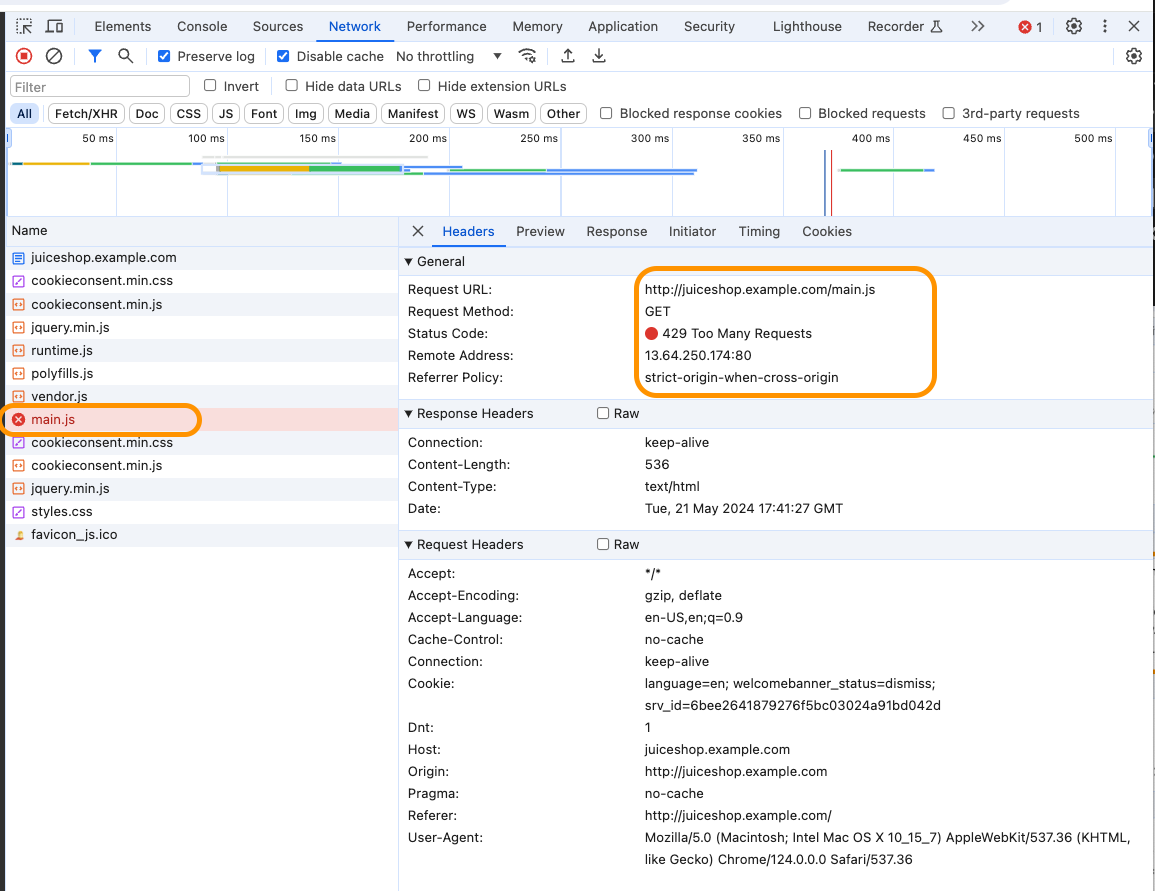 Elements Console Sources Network Performance Memory Application Security Lighthouse Recorder 1
Preserve log Disable cache No throttling
Filter Invert Hide data URLs Hide extension URLs
All Fetch/XHR Doc CSS JS Font Img Media Manifest WS Wasm Other Blocked response cookies Blocked requests 3rd-party requests
50 ms 100 ms 150 ms 200 ms 250 ms 300 ms 350 ms 400 ms 450 ms 500 ms
Name
juiceshop.example.com
cookieconsent.min.css
cookieconsent.min.js
jquery.min.js
runtime.js
polyfills.js
vendor.js
main.js
cookieconsent.min.css
cookieconsent.min.js
jquery.min.js
styles.css
favicon_js.ico
Headers Preview Response Initiator Timing Cookies
General
Request URL: http://juiceshop.example.com/main.js
Request Method: GET
Status Code: 429 Too Many Requests
Remote Address: 13.64.250.174:80
Referrer Policy: strict-origin-when-cross-origin
Response Headers Raw
Connection: keep-alive
Content-Length: 536
Content-Type: text/html
Date: Tue, 21 May 2024 17:41:27 GMT
Request Headers Raw
Accept: */*
Accept-Encoding: gzip, deflate
Accept-Language: en-US,en;q=0.9
Cache-Control: no-cache
Connection: keep-alive
Cookie: language=en; welcomebanner_status=dismiss;
srv_id=6bee2641879276f5bc03024a91bd042d
Dnt: 1
Host: juiceshop.example.com
Origin: http://juiceshop.example.com
Pragma: no-cache
Referer: http://juiceshop.example.com/
User-Agent: Mozilla/5.0 (Macintosh; Intel Mac OS X 10_15_7) AppleWebKit/537.36 (KHTML,
like Gecko) Chrome/124.0.0.0 Safari/537.36